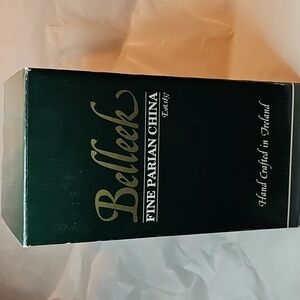 Belleek
FINE PARIAN CHINA
Est.1857
Hand Crafted in Ireland